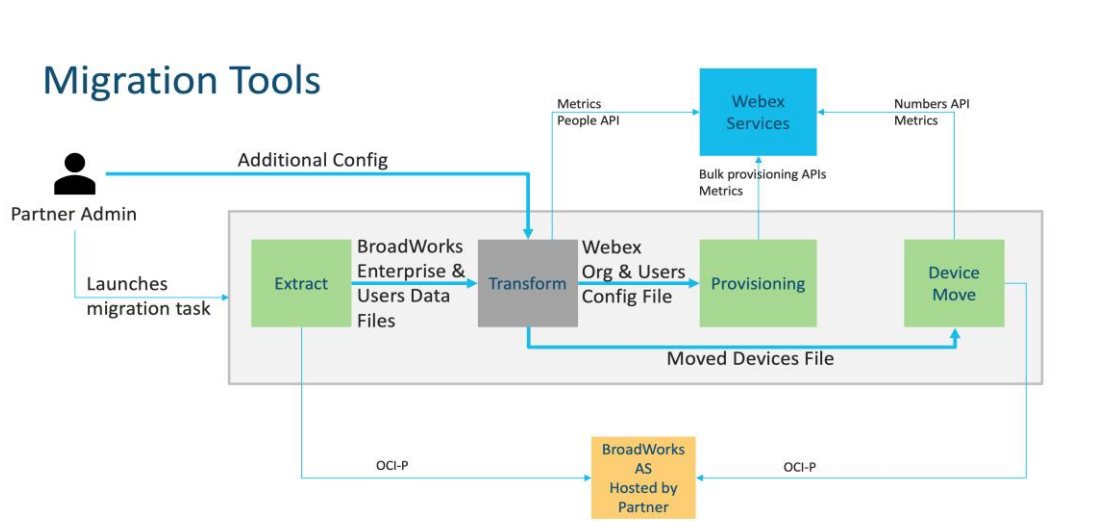 Migration Tools
Metrics
People API
Webex
Services
Numbers API
Metrics
Additional Config
Bulk provisioning APIs
Metrics
Partner Admin
Launches
migration task
Extract
BroadWorks
Enterprise &
Users Data
Files
Transform
Webex
Org & Users
Config File
Provisioning
Device
Move
Moved Devices File
OCI-P
BroadWorks
AS
Hosted by
Partner
OCI-P